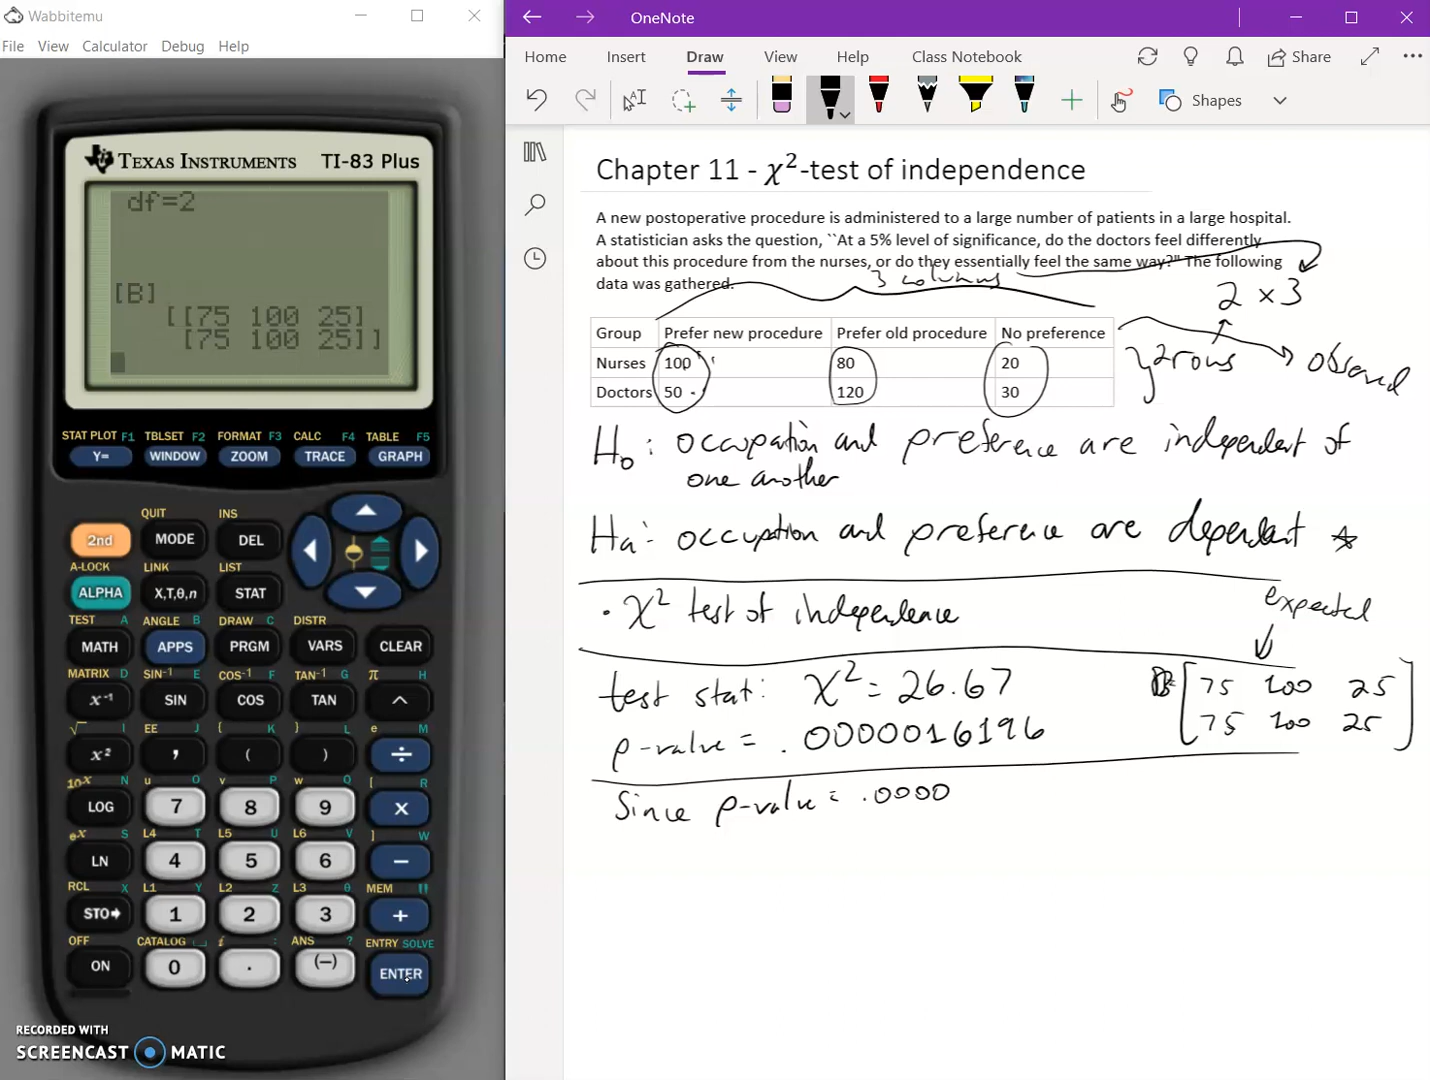 Wabbitemu
File View Calculator Debug Help
TEXAS INSTRUMENTS TI-83 Plus
df=2
[B]
[[75 100 25]
[75 100 25]]
STAT PLOT F1 TBLSET F2 FORMAT F3 CALC F4 TABLE F5
Y= WINDOW ZOOM TRACE GRAPH
QUIT INS
2nd MODE DEL
A-LOCK LINK LIST
ALPHA X,T,θ,n STAT
TEST A ANGLE B DRAW C DISTR
MATH APPS PRGM VARS CLEAR
MATRIX D SIN⁻¹ E COS⁻¹ F TAN⁻¹ G π H
x⁻¹ SIN COS TAN ^
√ I EE J { K } L e M
x² , ( ) ÷
10ˣ N u O v P w Q [ R
LOG 7 8 9 ×
eˣ S L4 T L5 U L6 V ] W
LN 4 5 6 −
RCL X L1 Y L2 Z L3 θ MEM "
STO➔ 1 2 3 +
OFF CATALOG ␣ i : ANS ? ENTRY SOLVE
ON 0 . (−) ENTER
RECORDED WITH
SCREENCAST MATIC
OneNote
Home Insert Draw View Help Class Notebook Share
Shapes
Chapter 11 - χ²-test of independence
A new postoperative procedure is administered to a large number of patients in a large hospital.
A statistician asks the question, ``At a 5% level of significance, do the doctors feel differently
about this procedure from the nurses, or do they essentially feel the same way?" The following
data was gathered.
3 columns
2 × 3
Group Prefer new procedure Prefer old procedure No preference
Nurses 100 80 20
Doctors 50 120 30
2 rows
observed
H₀: occupation and preference are independent of
one another
Ha: occupation and preference are dependent
• χ² test of independence
expected
test stat: χ² = 26.67
p-value = .0000016196
B= [75 100 25
75 100 25]
Since p-value = .0000